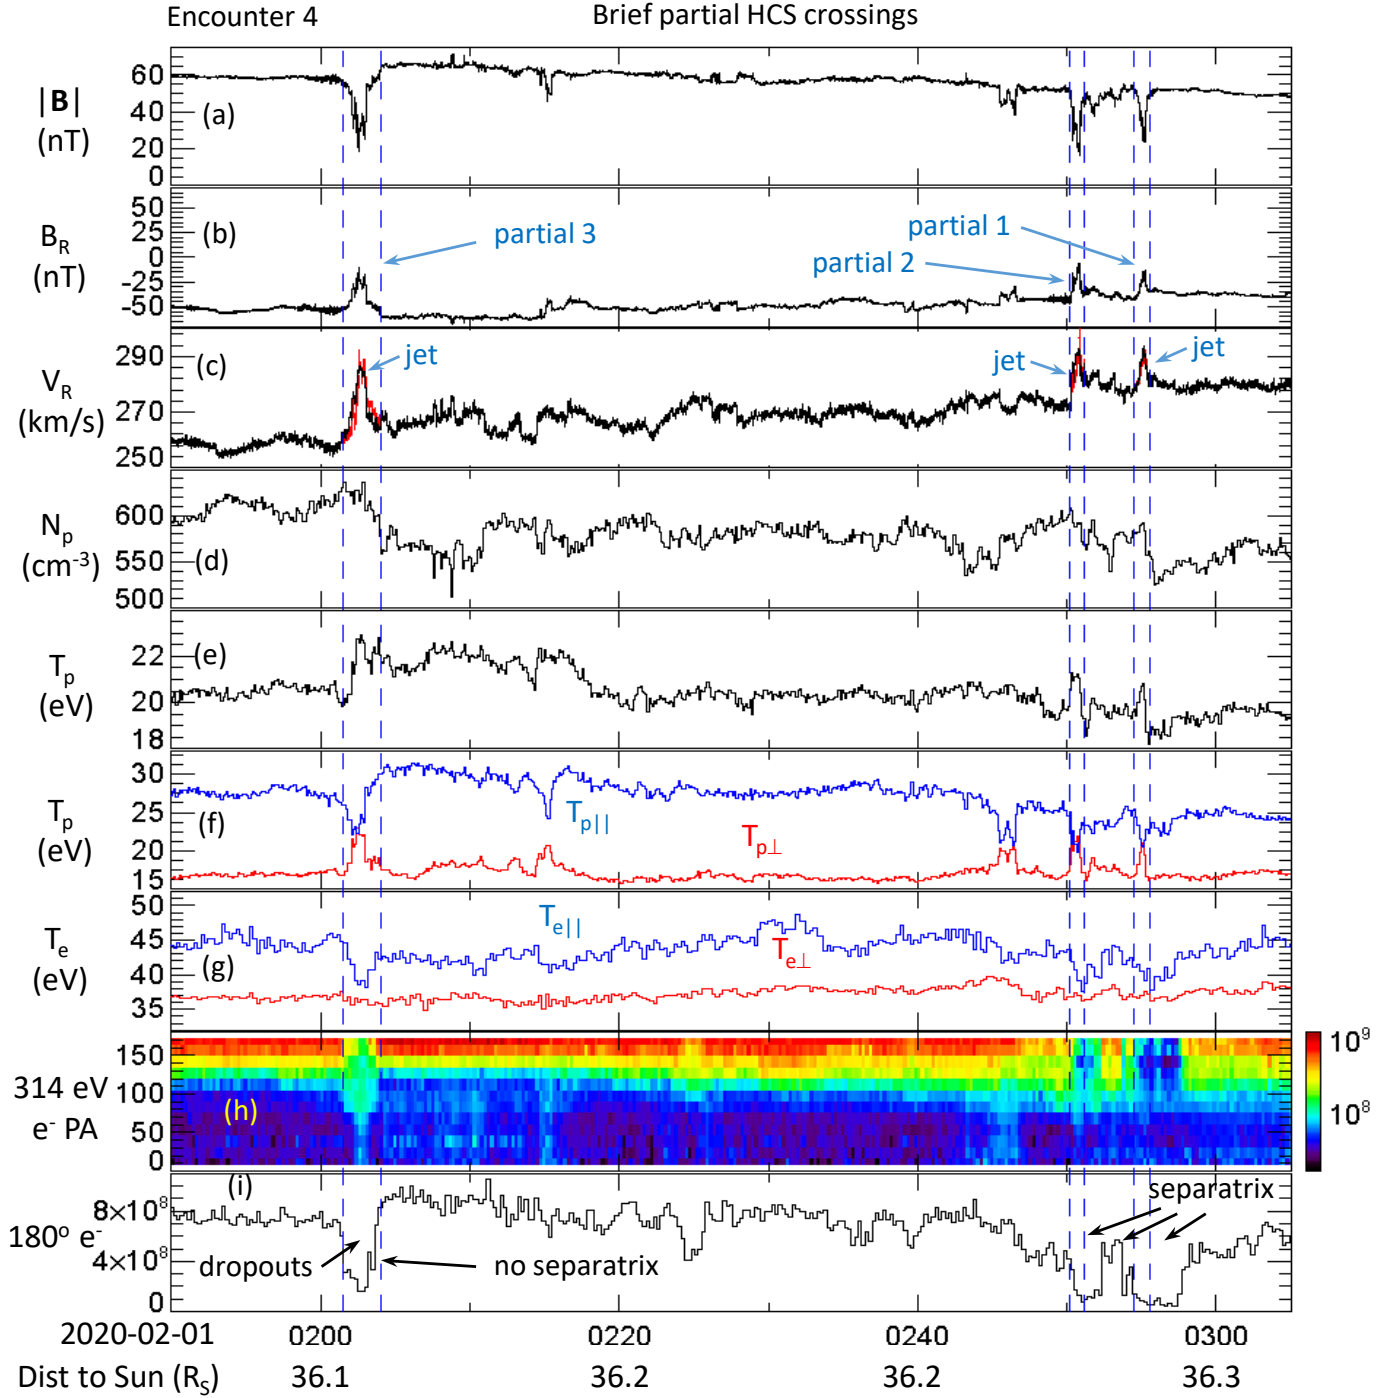 Encounter 4 Brief partial HCS crossings
|B|
(nT)
60
40
20
0
(a)
B_R
(nT)
50
25
0
-25
-50
(b)
partial 3
partial 1
partial 2
V_R
(km/s)
290
270
250
(c)
jet
jet
jet
N_p
(cm^-3)
600
550
500
(d)
T_p
(eV)
22
20
18
(e)
T_p
(eV)
30
25
20
15
(f)
T_p||
T_p⊥
T_e
(eV)
50
45
40
35
(g)
T_e||
T_e⊥
314 eV
e^- PA
150
100
50
0
(h)
10^9
10^8
180° e^-
8×10^8
4×10^8
0
(i)
dropouts
no separatrix
separatrix
2020-02-01 0200 0220 0240 0300
Dist to Sun (R_S) 36.1 36.2 36.2 36.3